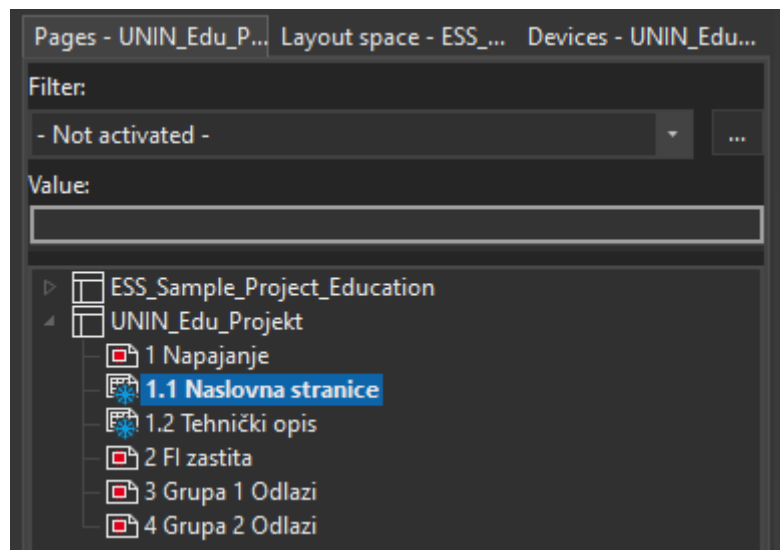 Pages - UNIN_Edu_P... Layout space - ESS_... Devices - UNIN_Edu...
Filter:
- Not activated - ...
Value:
ESS_Sample_Project_Education
UNIN_Edu_Projekt
1 Napajanje
1.1 Naslovna stranice
1.2 Tehnički opis
2 FI zastita
3 Grupa 1 Odlazi
4 Grupa 2 Odlazi